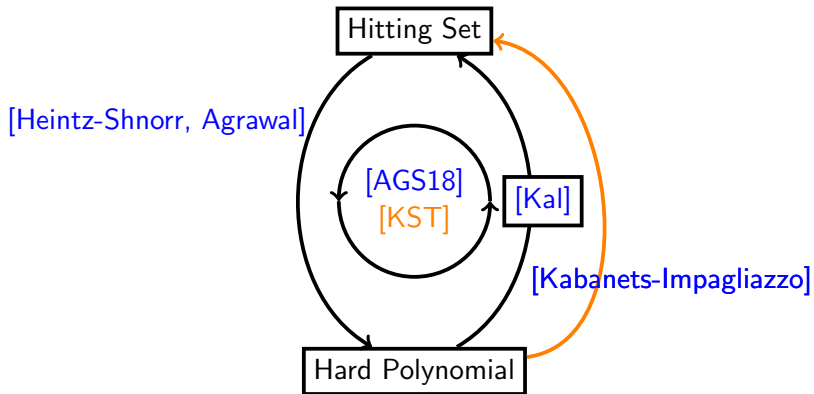 Hitting Set
[Heintz-Shnorr, Agrawal]
[AGS18]
[KST]
[Kal]
[Kabanets-Impagliazzo]
Hard Polynomial